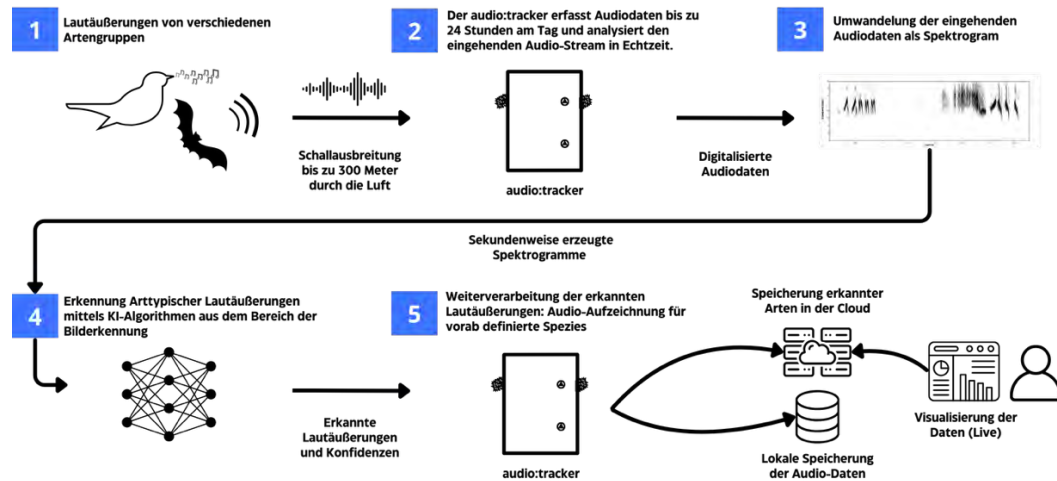 1
Lautäußerungen von verschiedenen
Artengruppen
2
Der audio:tracker erfasst Audiodaten bis zu
24 Stunden am Tag und analysiert den
eingehenden Audio-Stream in Echtzeit.
3
Umwandelung der eingehenden
Audiodaten als Spektrogram
Schallausbreitung
bis zu 300 Meter
durch die Luft
audio:tracker
Digitalisierte
Audiodaten
Sekundenweise erzeugte
Spektrogramme
4
Erkennung Arttypischer Lautäußerungen
mittels KI-Algorithmen aus dem Bereich der
Bilderkennung
5
Weiterverarbeitung der erkannten
Lautäußerungen: Audio-Aufzeichnung für
vorab definierte Spezies
Speicherung erkannter
Arten in der Cloud
Erkannte
Lautäußerungen
und Konfidenzen
audio:tracker
Visualisierung der
Daten (Live)
Lokale Speicherung
der Audio-Daten